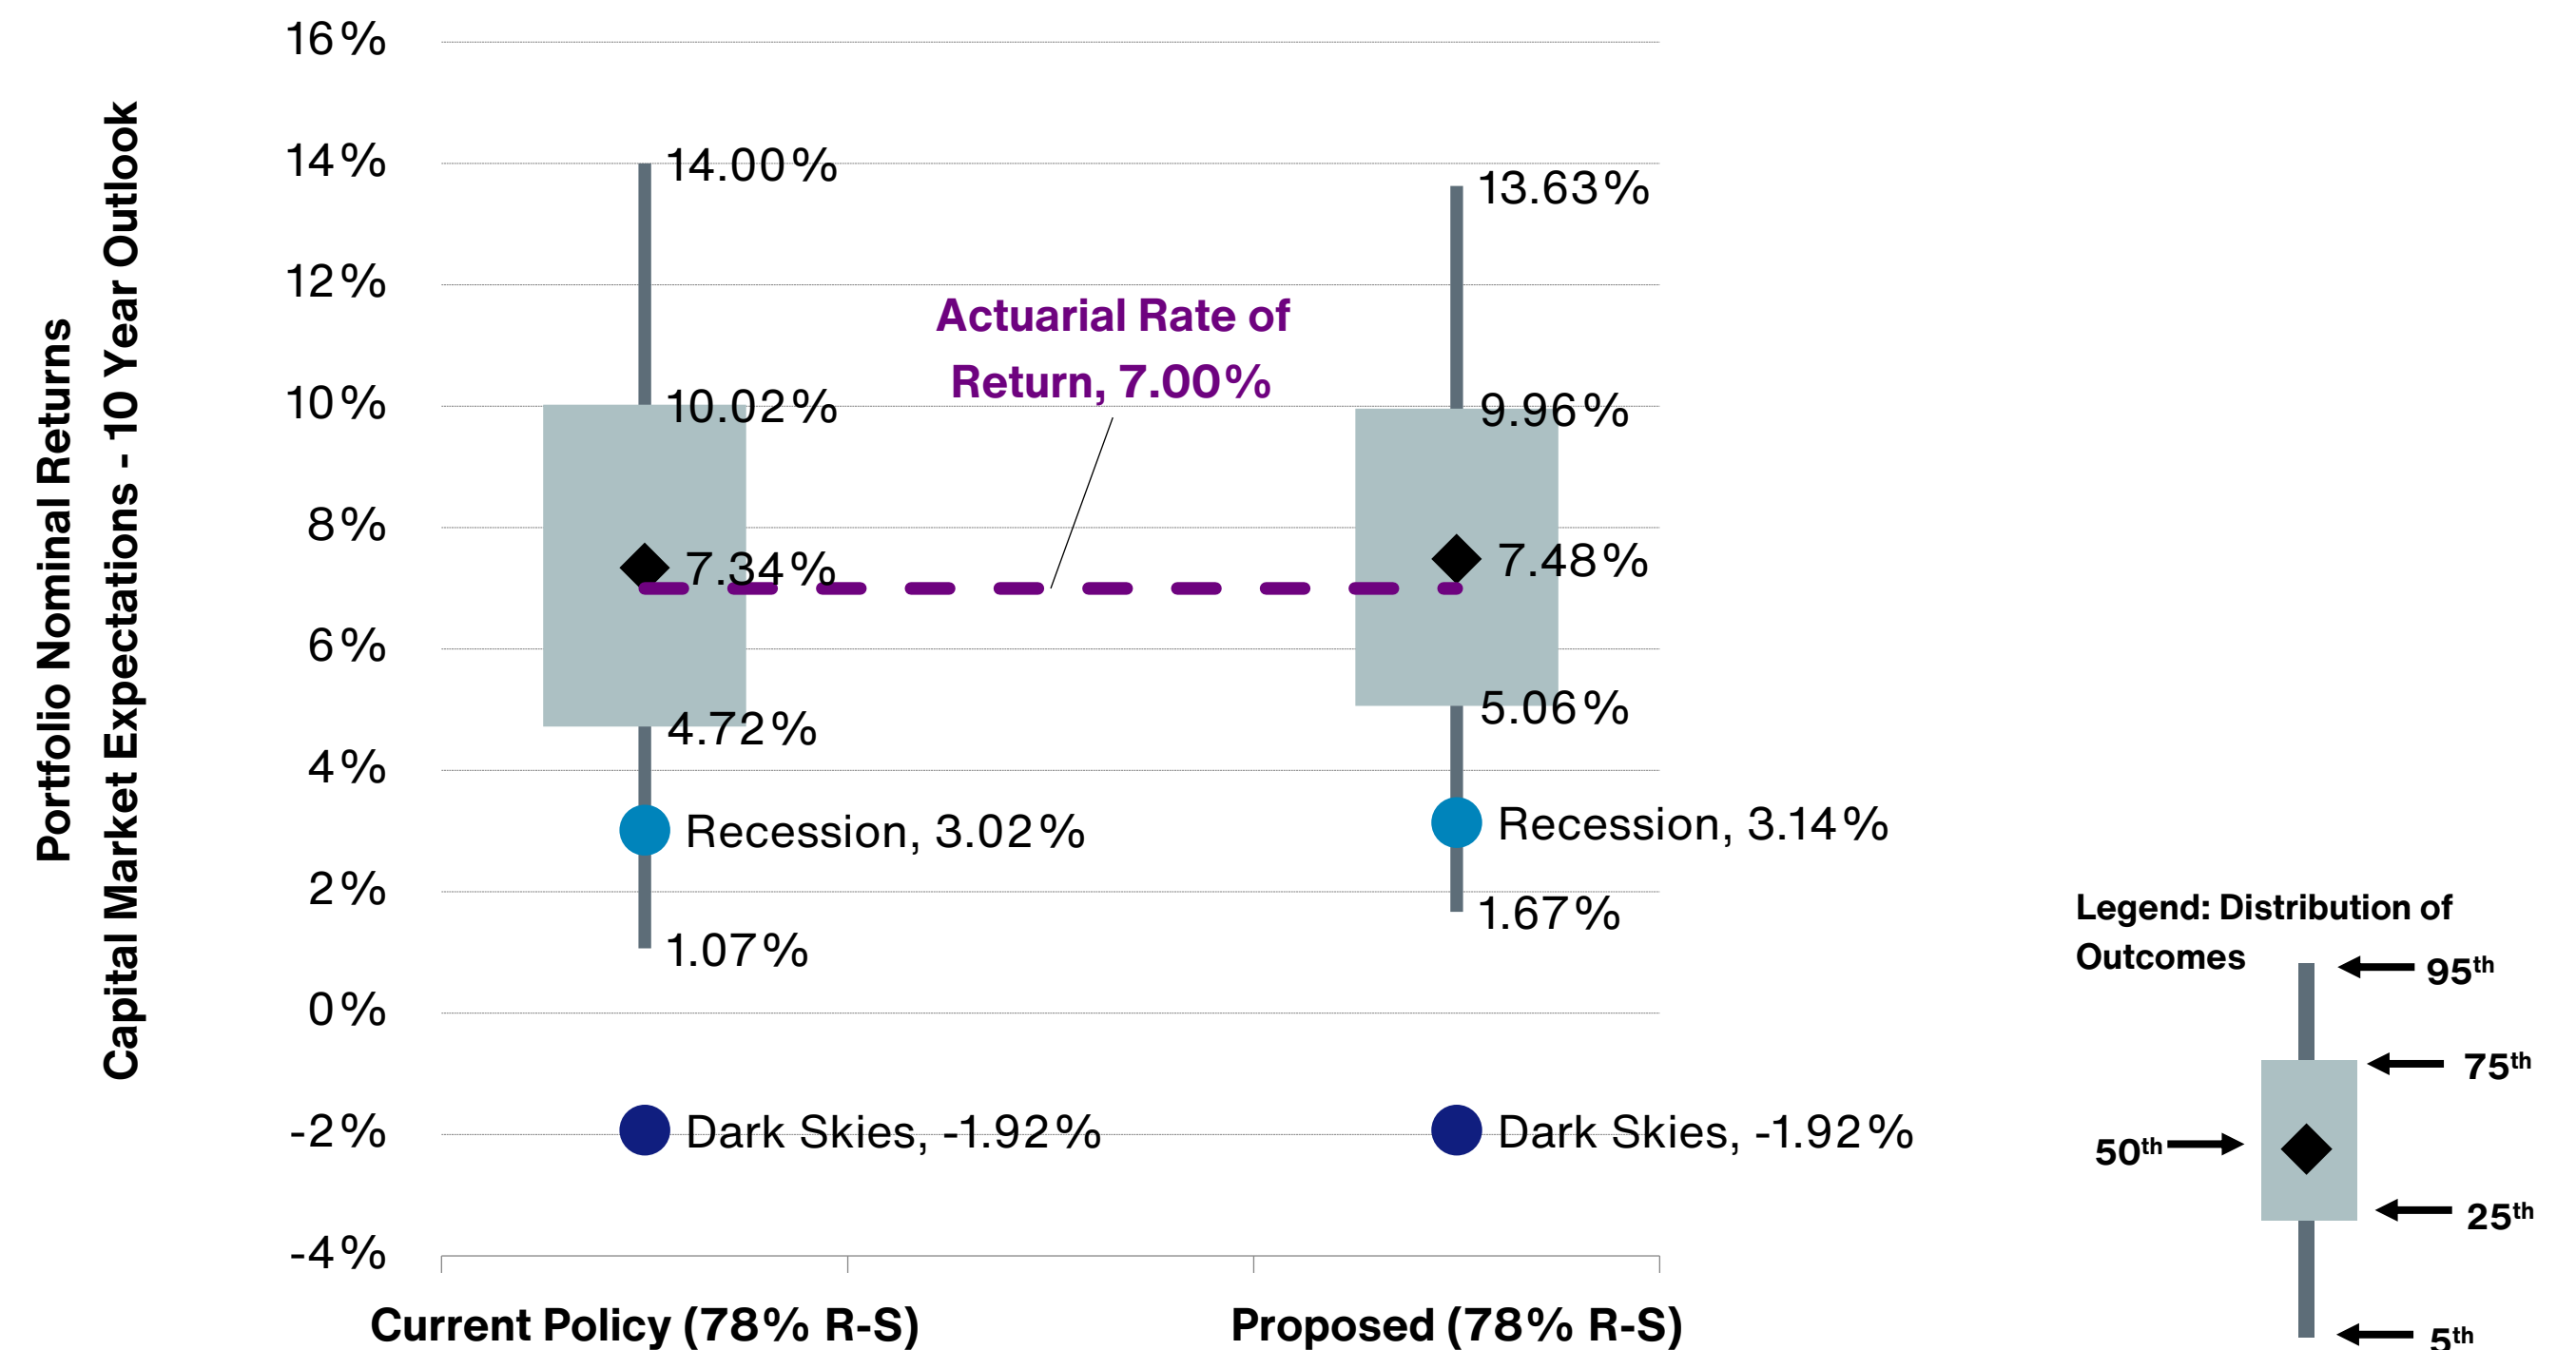 Portfolio Nominal Returns
Capital Market Expectations - 10 Year Outlook
16%
14%
12%
10%
8%
6%
4%
2%
0%
-2%
-4%
14.00%
10.02%
7.34%
4.72%
Recession, 3.02%
1.07%
Dark Skies, -1.92%
Actuarial Rate of
Return, 7.00%
13.63%
9.96%
7.48%
5.06%
Recession, 3.14%
1.67%
Dark Skies, -1.92%
Current Policy (78% R-S)
Proposed (78% R-S)
Legend: Distribution of
Outcomes
95th
75th
50th
25th
5th